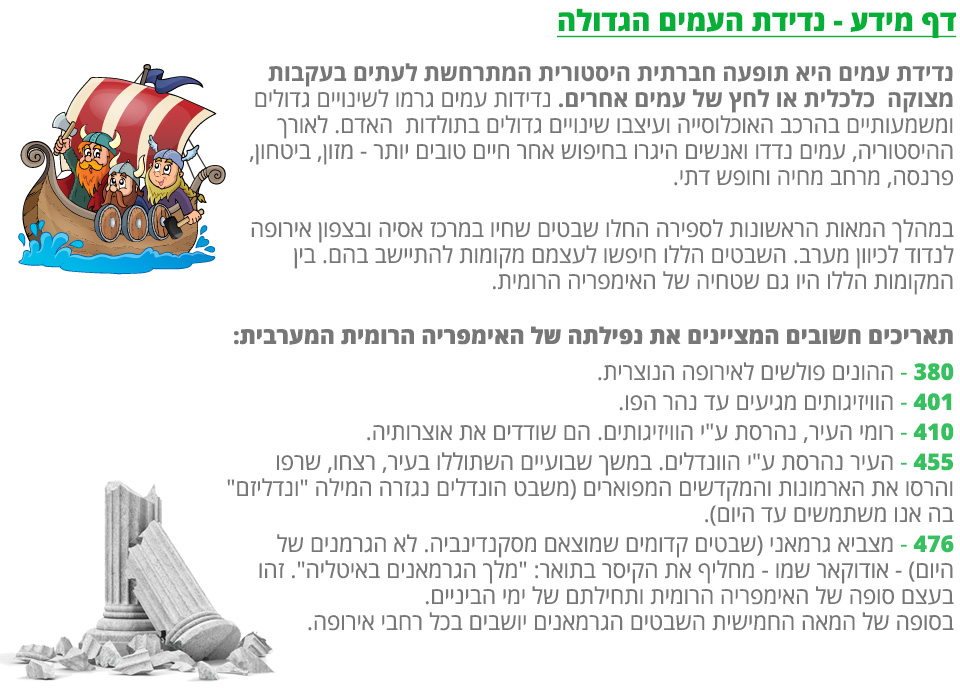 דף מידע - נדידת העמים הגדולה
נדידת עמים היא תופעה חברתית היסטורית המתרחשת לעתים בעקבות
מצוקה כלכלית או לחץ של עמים אחרים. נדידות עמים גרמו לשינויים גדולים
ומשמעותיים בהרכב האוכלוסייה ועיצבו שינויים גדולים בתולדות האדם. לאורך
ההיסטוריה, עמים נדדו ואנשים היגרו בחיפוש אחר חיים טובים יותר - מזון, ביטחון,
פרנסה, מרחב מחיה וחופש דתי.
במהלך המאות הראשונות לספירה החלו שבטים שחיו במרכז אסיה ובצפון אירופה
לנדוד לכיוון מערב. השבטים הללו חיפשו לעצמם מקומות להתיישב בהם. בין
המקומות הללו היו גם שטחיה של האימפריה הרומית.
תאריכים חשובים המציינים את נפילתה של האימפריה הרומית המערבית:
380 - ההונים פולשים לאירופה הנוצרית.
401 - הוויזיגותים מגיעים עד נהר הפו.
410 - רומי העיר, נהרסת ע"י הוויזיגותים. הם שודדים את אוצרותיה.
455 - העיר נהרסת ע"י הוונדלים. במשך שבועיים השתוללו בעיר, רצחו, שרפו
והרסו את הארמונות והמקדשים המפוארים (משבט הונדלים נגזרה המילה "ונדליזם"
בה אנו משתמשים עד היום).
476 - מצביא גרמאני (שבטים קדומים שמוצאם מסקנדינביה. לא הגרמנים של
היום) - אודוקאר שמו - מחליף את הקיסר בתואר: "מלך הגרמאנים באיטליה". זהו
בעצם סופה של האימפריה הרומית ותחילתם של ימי הביניים.
בסופה של המאה החמישית השבטים הגרמאנים יושבים בכל רחבי אירופה.